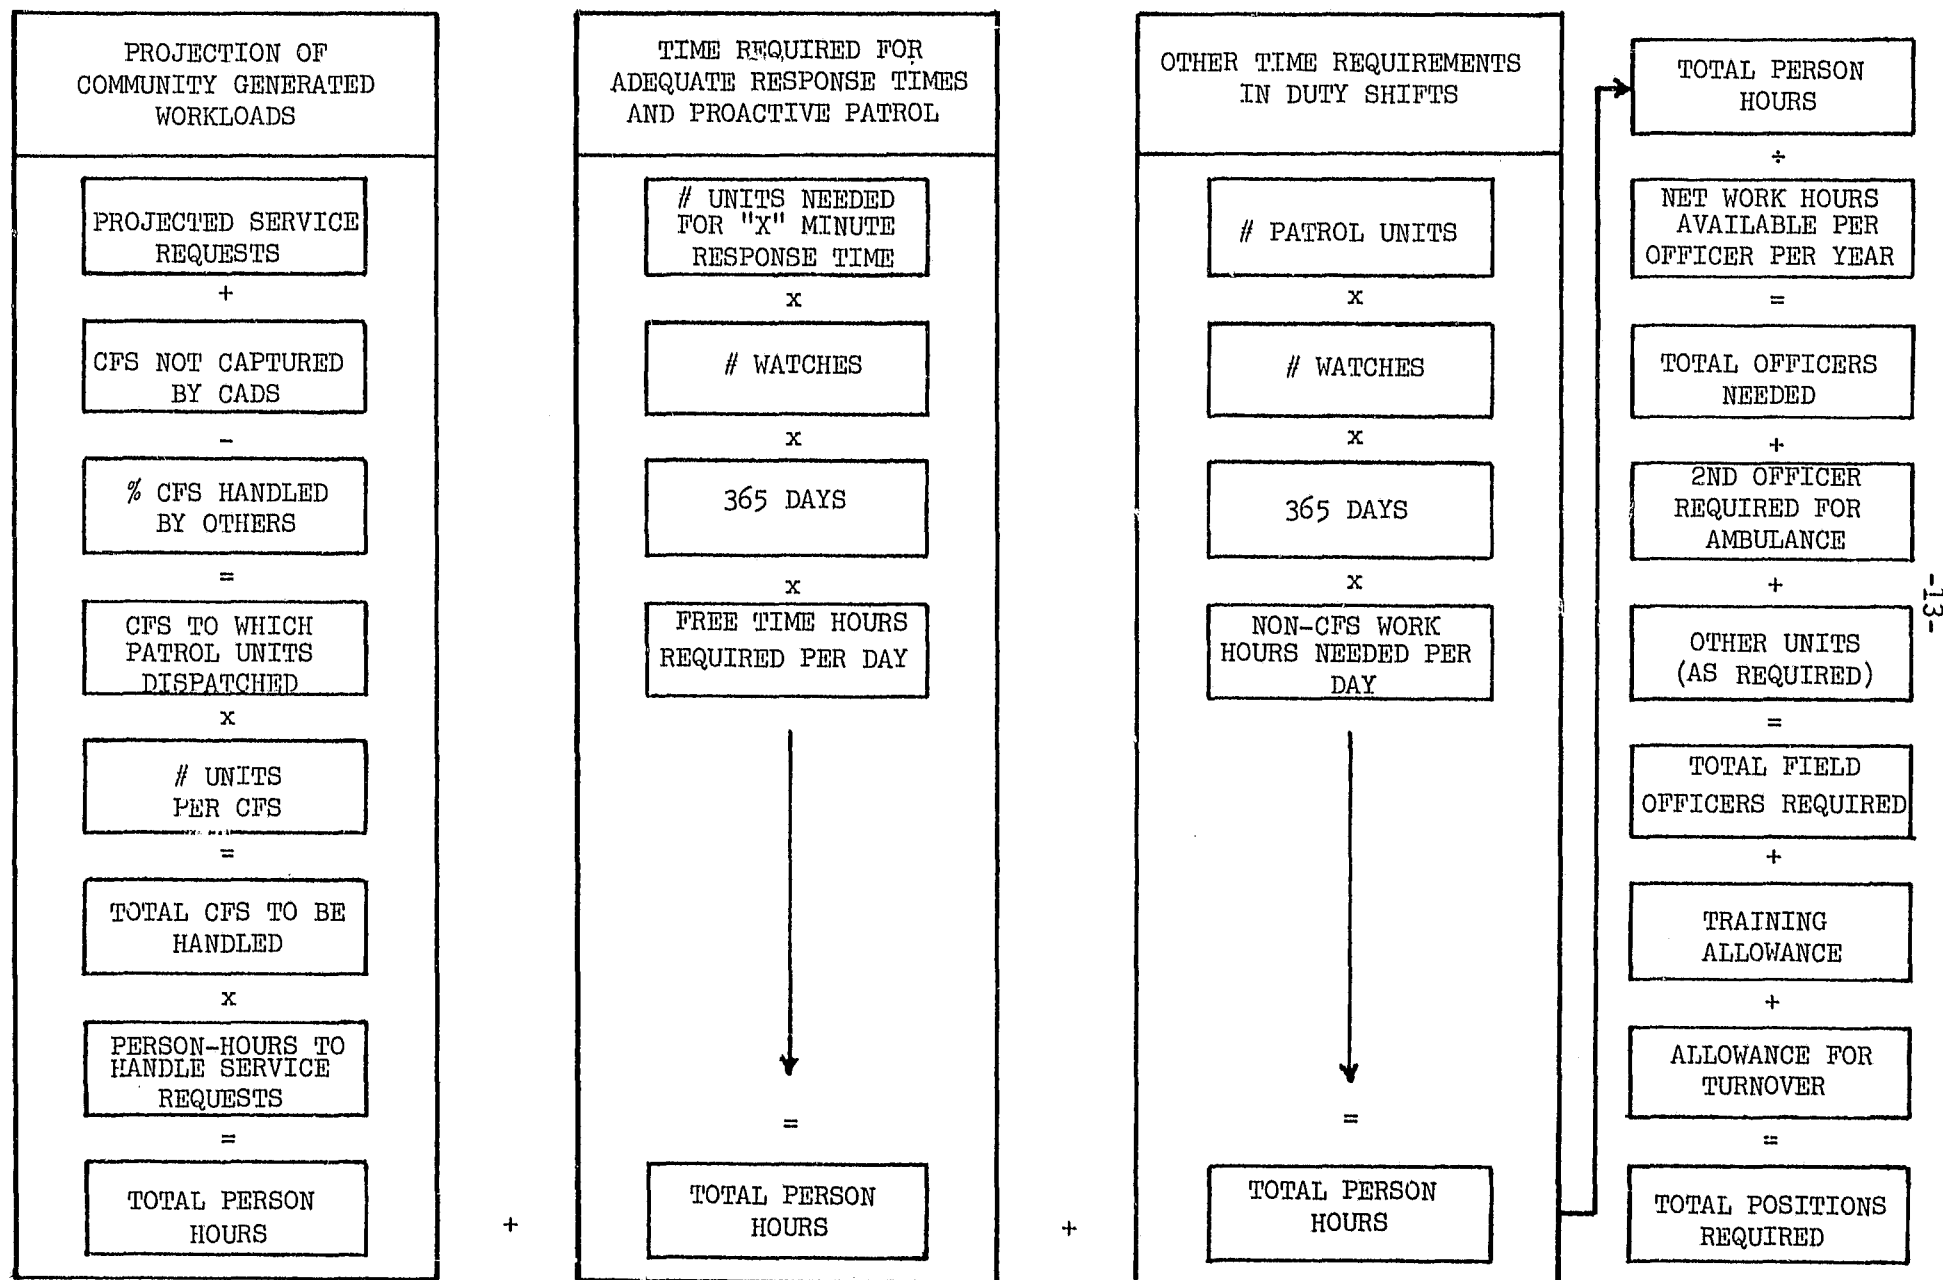 PROJECTION OF
COMMUNITY GENERATED
WORKLOADS
PROJECTED SERVICE
REQUESTS
+
CFS NOT CAPTURED
BY CADS
-
% CFS HANDLED
BY OTHERS
=
CFS TO WHICH
PATROL UNITS
DISPATCHED
x
# UNITS
PER CFS
=
TOTAL CFS TO BE
HANDLED
x
PERSON-HOURS TO
HANDLE SERVICE
REQUESTS
=
TOTAL PERSON
HOURS
+
TIME REQUIRED FOR
ADEQUATE RESPONSE TIMES
AND PROACTIVE PATROL
# UNITS NEEDED
FOR "X" MINUTE
RESPONSE TIME
x
# WATCHES
x
365 DAYS
x
FREE TIME HOURS
REQUIRED PER DAY
=
TOTAL PERSON
HOURS
+
OTHER TIME REQUIREMENTS
IN DUTY SHIFTS
# PATROL UNITS
x
# WATCHES
x
365 DAYS
x
NON-CFS WORK
HOURS NEEDED PER
DAY
=
TOTAL PERSON
HOURS
TOTAL PERSON
HOURS
÷
NET WORK HOURS
AVAILABLE PER
OFFICER PER YEAR
=
TOTAL OFFICERS
NEEDED
+
2ND OFFICER
REQUIRED FOR
AMBULANCE
+
OTHER UNITS
(AS REQUIRED)
=
TOTAL FIELD
OFFICERS REQUIRED
+
TRAINING
ALLOWANCE
+
ALLOWANCE FOR
TURNOVER
=
TOTAL POSITIONS
REQUIRED
-13-